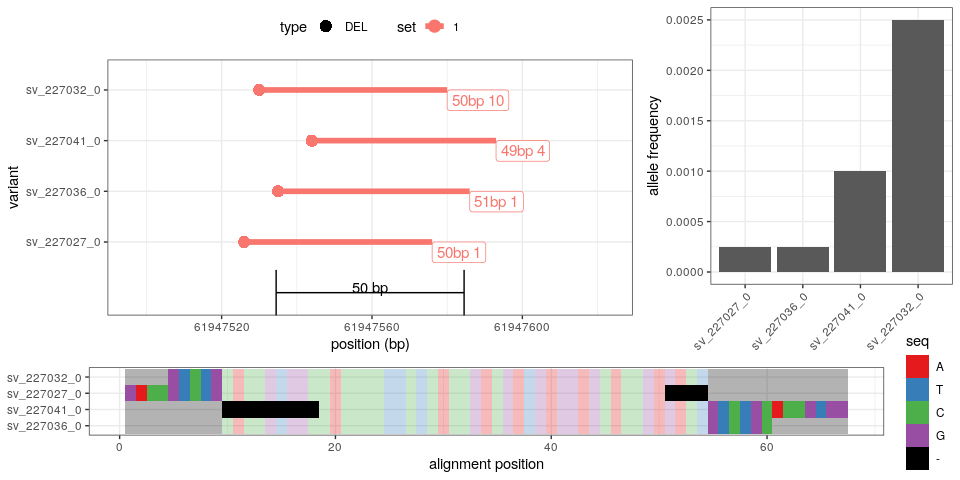 type DEL set 1
variant
sv_227032_0
50bp 10
sv_227041_0
49bp 4
sv_227036_0
51bp 1
sv_227027_0
50bp 1
50 bp
61947520 61947560 61947600
position (bp)
allele frequency
0.0025
0.0020
0.0015
0.0010
0.0005
0.0000
sv_227027_0 sv_227036_0 sv_227041_0 sv_227032_0
sv_227032_0
sv_227027_0
sv_227041_0
sv_227036_0
0 20 40 60
alignment position
seq
A
T
C
G
-